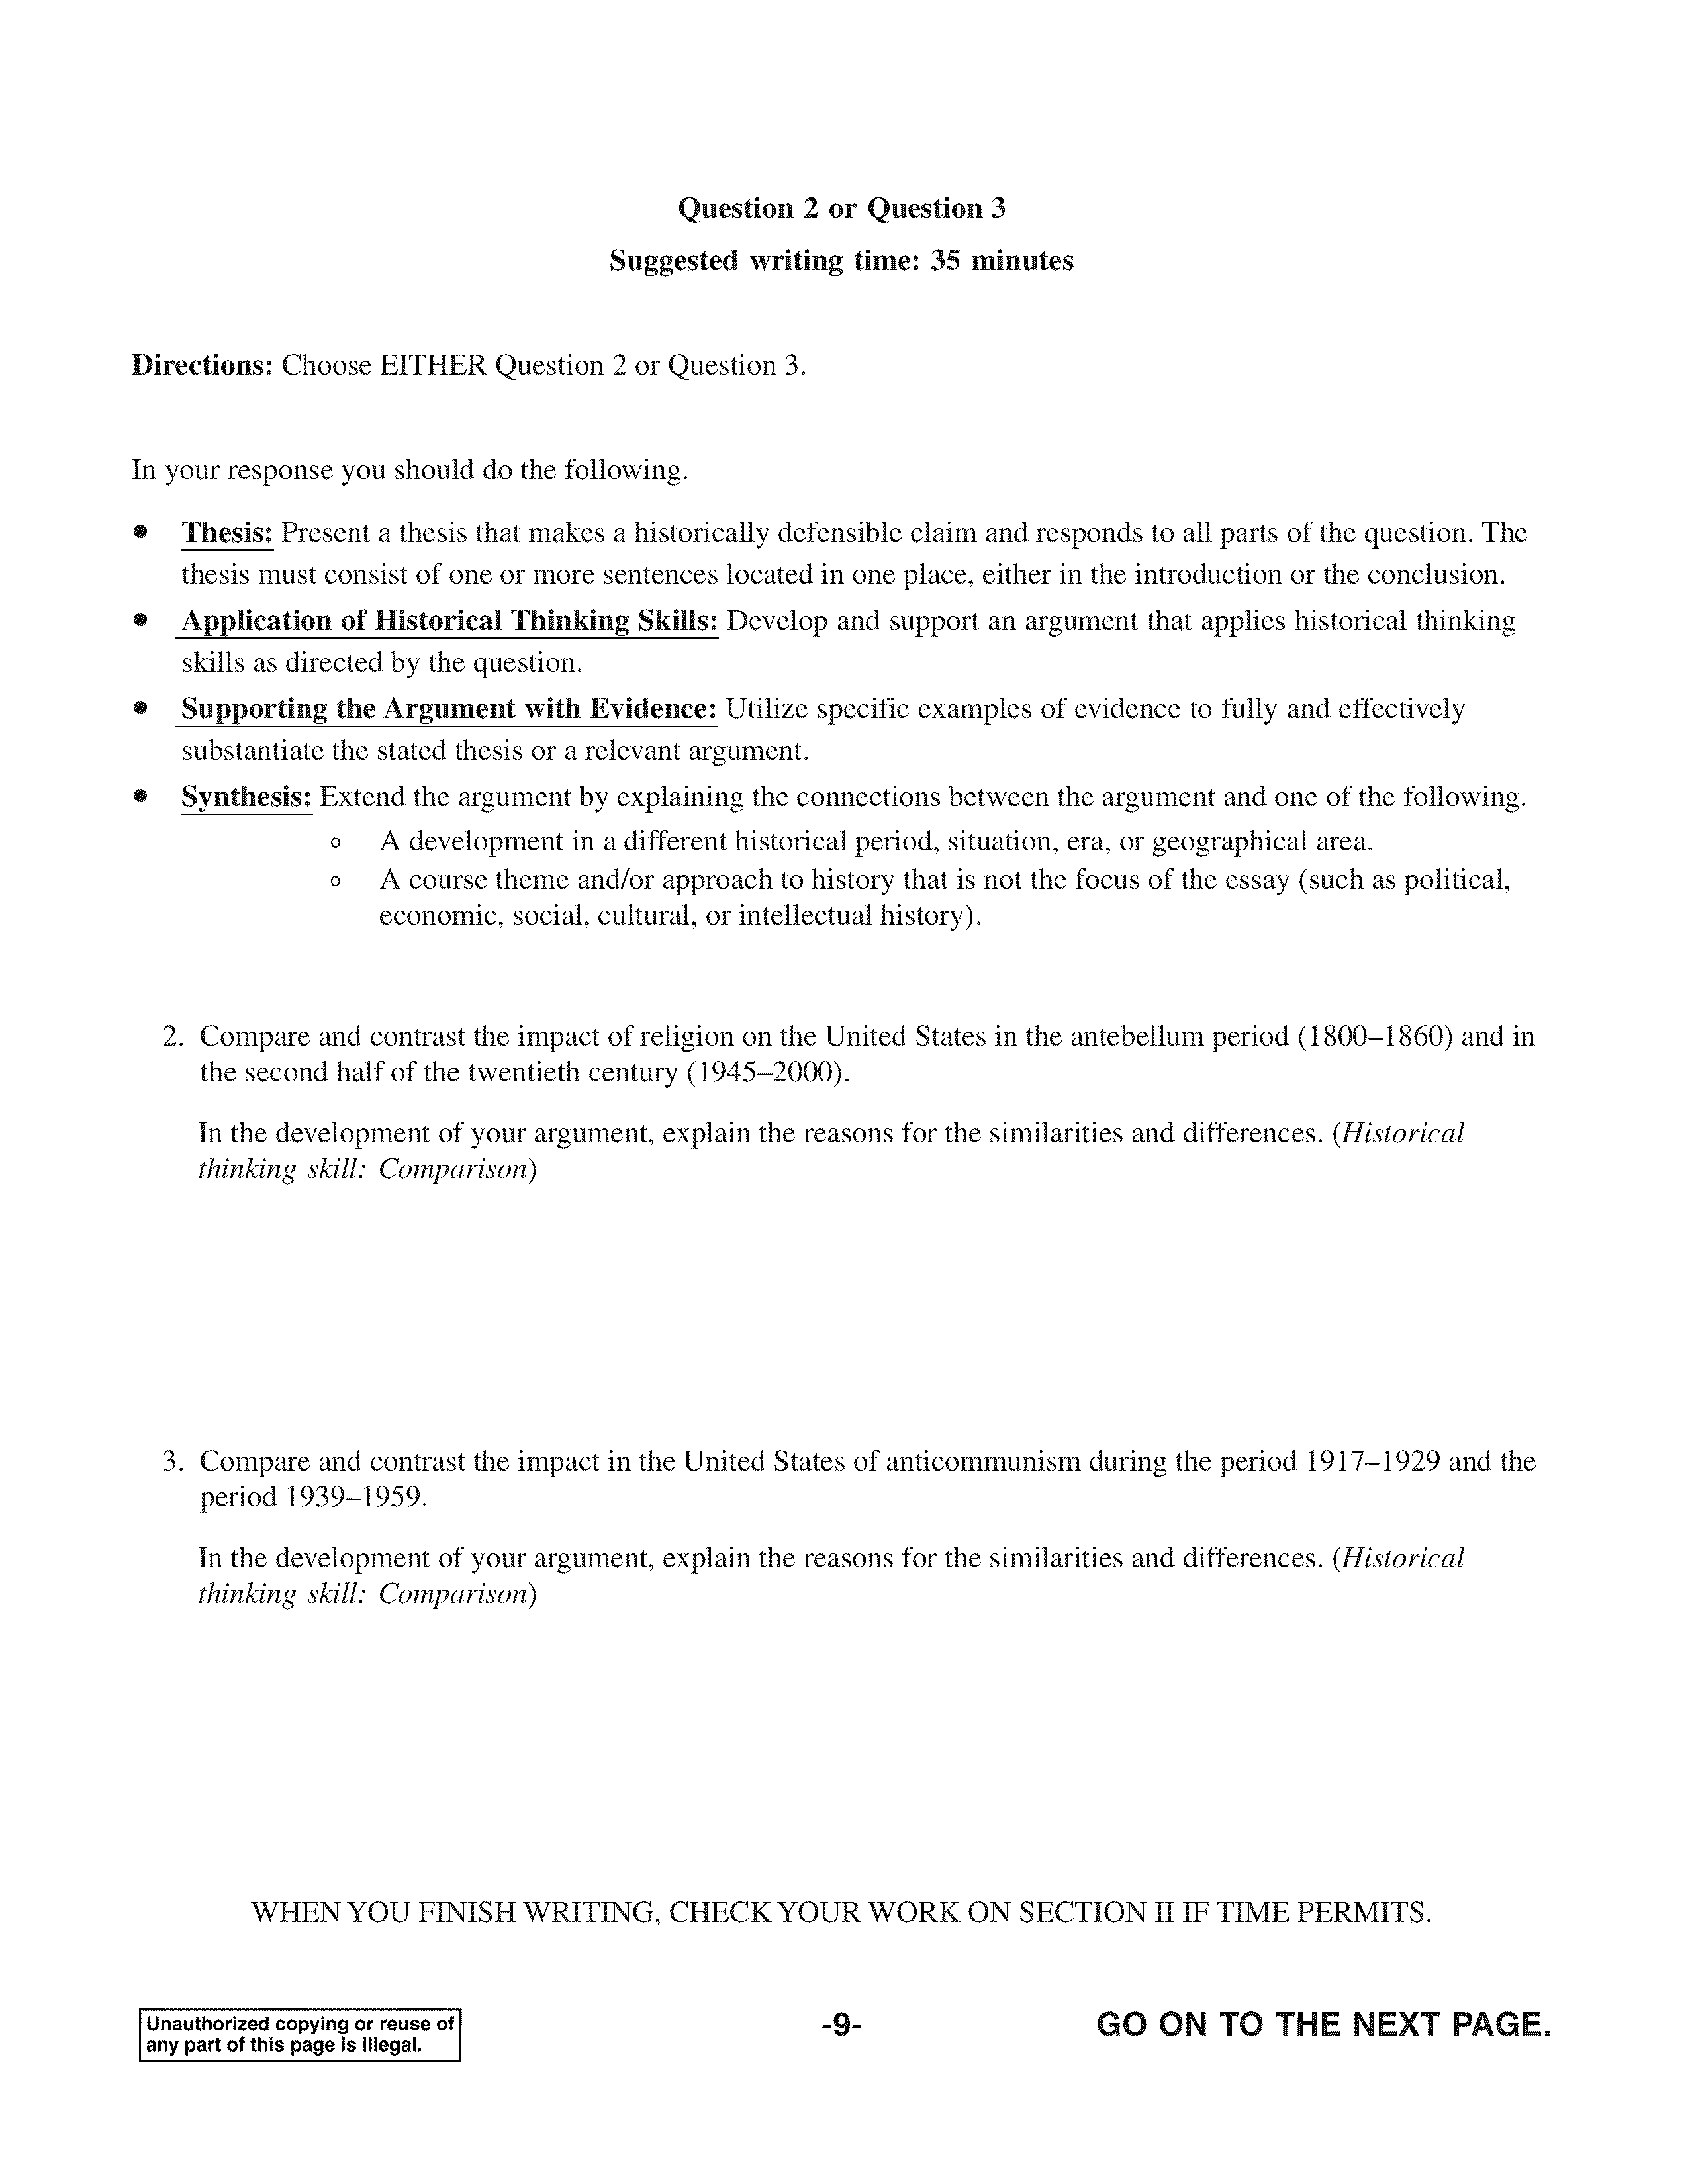 Question 2 or Question 3
Suggested writing time: 35 minutes
Directions: Choose EITHER Question 2 or Question 3.
In your response you should do the following.
• Thesis: Present a thesis that makes a historically defensible claim and responds to all parts of the question. The
thesis must consist of one or more sentences located in one place, either in the introduction or the conclusion.
• Application of Historical Thinking Skills: Develop and support an argument that applies historical thinking
skills as directed by the question.
• Supporting the Argument with Evidence: Utilize specific examples of evidence to fully and effectively
substantiate the stated thesis or a relevant argument.
• Synthesis: Extend the argument by explaining the connections between the argument and one of the following.
o A development in a different historical period, situation, era, or geographical area.
o A course theme and/or approach to history that is not the focus of the essay (such as political,
economic, social, cultural, or intellectual history).
2. Compare and contrast the impact of religion on the United States in the antebellum period (1800–1860) and in
the second half of the twentieth century (1945–2000).
In the development of your argument, explain the reasons for the similarities and differences. (Historical
thinking skill: Comparison)
3. Compare and contrast the impact in the United States of anticommunism during the period 1917–1929 and the
period 1939–1959.
In the development of your argument, explain the reasons for the similarities and differences. (Historical
thinking skill: Comparison)
WHEN YOU FINISH WRITING, CHECK YOUR WORK ON SECTION II IF TIME PERMITS.
Unauthorized copying or reuse of
any part of this page is illegal.
-9-
GO ON TO THE NEXT PAGE.